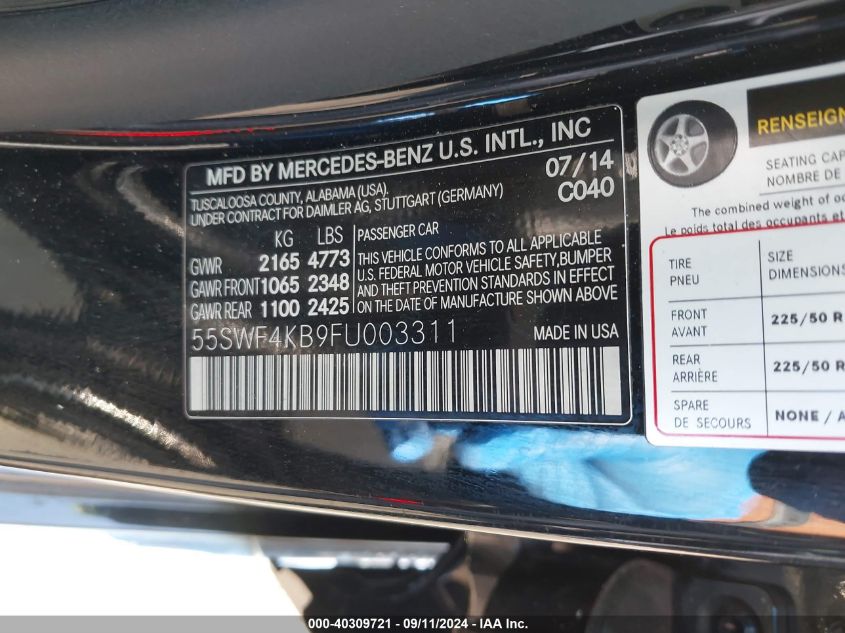 MFD BY MERCEDES-BENZ U.S. INTL., INC
TUSCALOOSA COUNTY, ALABAMA (USA). 07/14
UNDER CONTRACT FOR DAIMLER AG, STUTTGART (GERMANY) C040
KG LBS
GVWR 2165 4773
GAWR FRONT 1065 2348
GAWR REAR 1100 2425
PASSENGER CAR
THIS VEHICLE CONFORMS TO ALL APPLICABLE
U.S. FEDERAL MOTOR VEHICLE SAFETY, BUMPER
AND THEFT PREVENTION STANDARDS IN EFFECT
ON THE DATE OF MANUFACTURE SHOWN ABOVE
55SWF4KB9FU003311 MADE IN USA
RENSEIGN
SEATING CAP
NOMBRE DE
The combined weight of oc
Le poids total des occupants et
TIRE SIZE
PNEU DIMENSIONS
FRONT
AVANT 225/50 R
REAR
ARRIÈRE 225/50 R
SPARE
DE SECOURS NONE / A
000-40309721 - 09/11/2024 - IAA Inc.